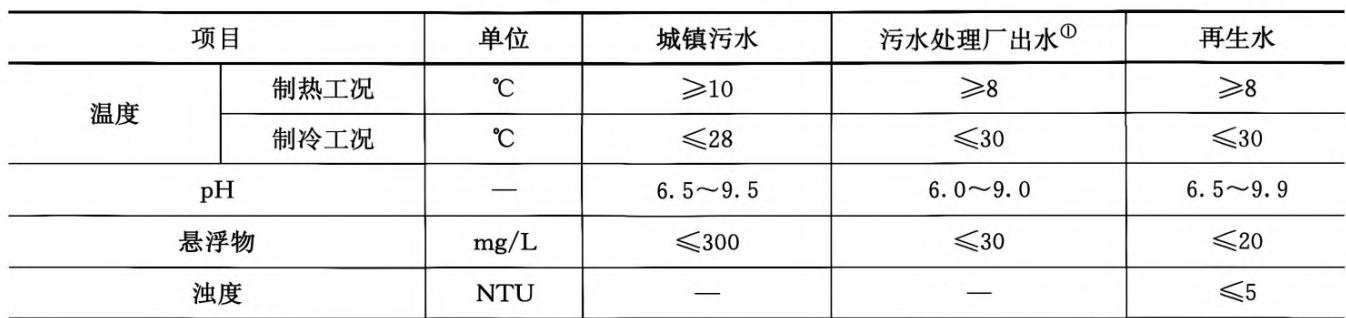 项目 单位 城镇污水 污水处理厂出水① 再生水
温度 制热工况 ℃ ≥10 ≥8 ≥8
制冷工况 ℃ ≤28 ≤30 ≤30
pH — 6.5～9.5 6.0～9.0 6.5～9.9
悬浮物 mg/L ≤300 ≤30 ≤20
浊度 NTU — — ≤5